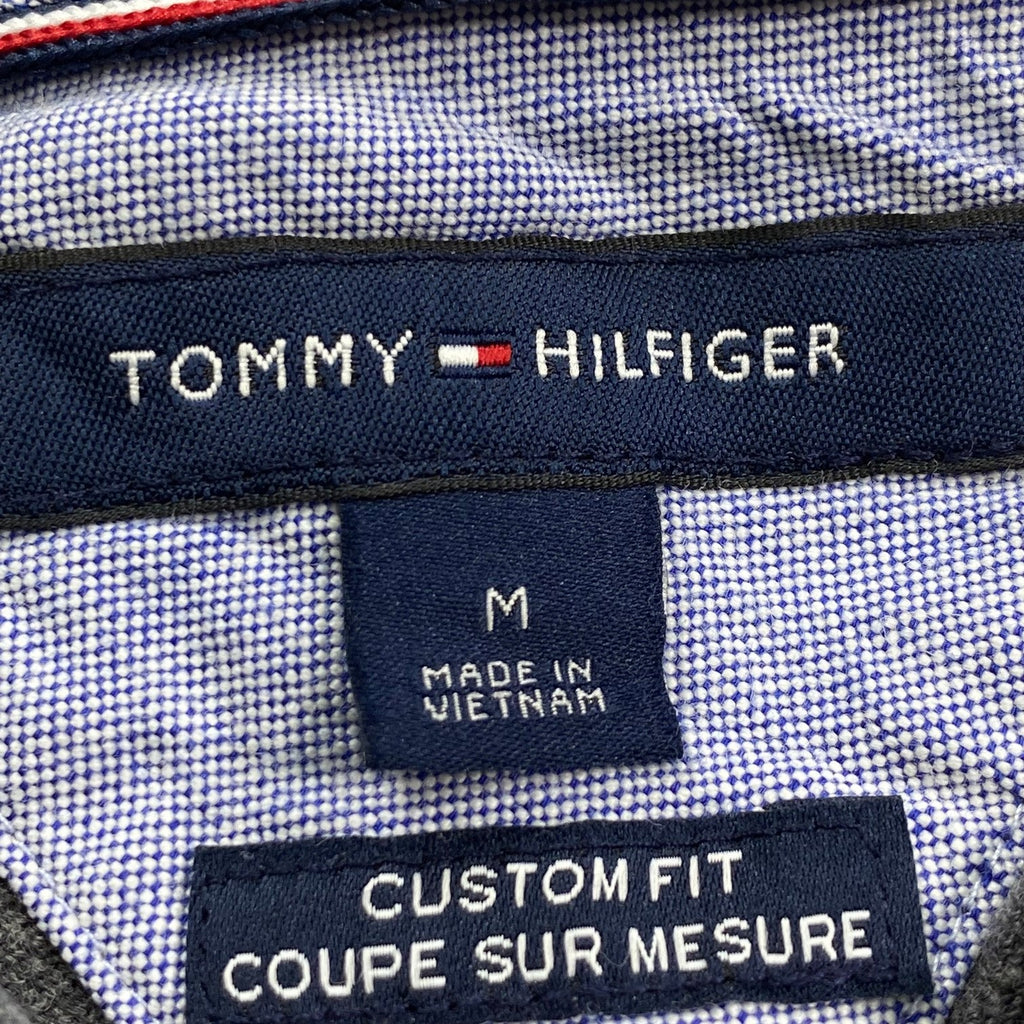 TOMMY HILFIGER
M
MADE IN
VIETNAM
CUSTOM FIT
COUPE SUR MESURE